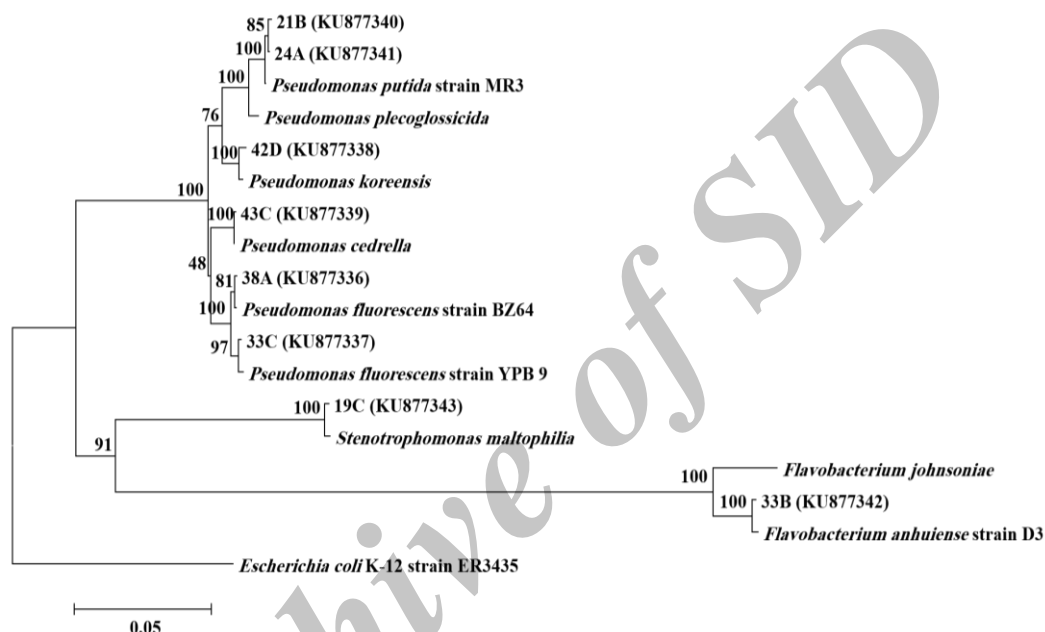 85
21B (KU877340)
100
24A (KU877341)
100
Pseudomonas putida strain MR3
76
Pseudomonas plecoglossicida
100
42D (KU877338)
Pseudomonas koreensis
100
100
43C (KU877339)
Pseudomonas cedrella
48
81
38A (KU877336)
100
Pseudomonas fluorescens strain BZ64
97
33C (KU877337)
Pseudomonas fluorescens strain YPB 9
100
19C (KU877343)
Stenotrophomonas maltophilia
91
100
Flavobacterium johnsoniae
100
33B (KU877342)
Flavobacterium anhuiense strain D3
Escherichia coli K-12 strain ER3435
0.05
hive of SID